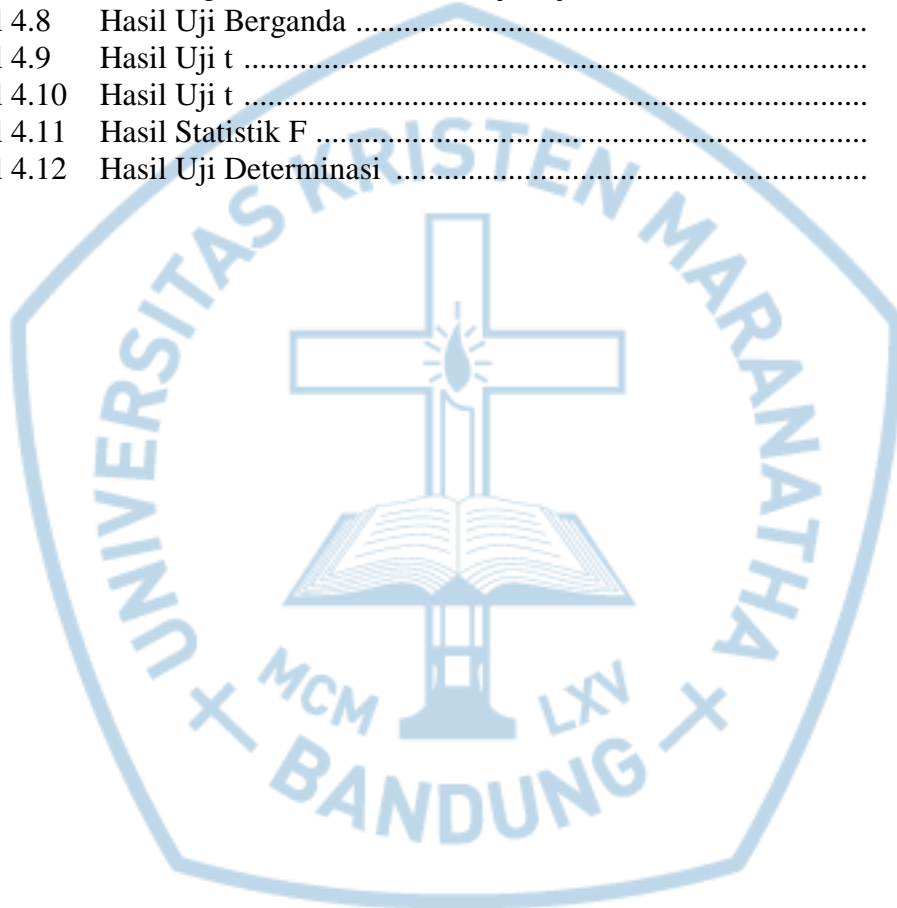 4.8 Hasil Uji Berganda ................................................................
4.9 Hasil Uji t ..............................................................................
4.10 Hasil Uji t ..............................................................................
4.11 Hasil Statistik F .....................................................................
4.12 Hasil Uji Determinasi ...........................................................
UNIVERSITAS KRISTEN MARANATHA
MCM LXV
BANDUNG